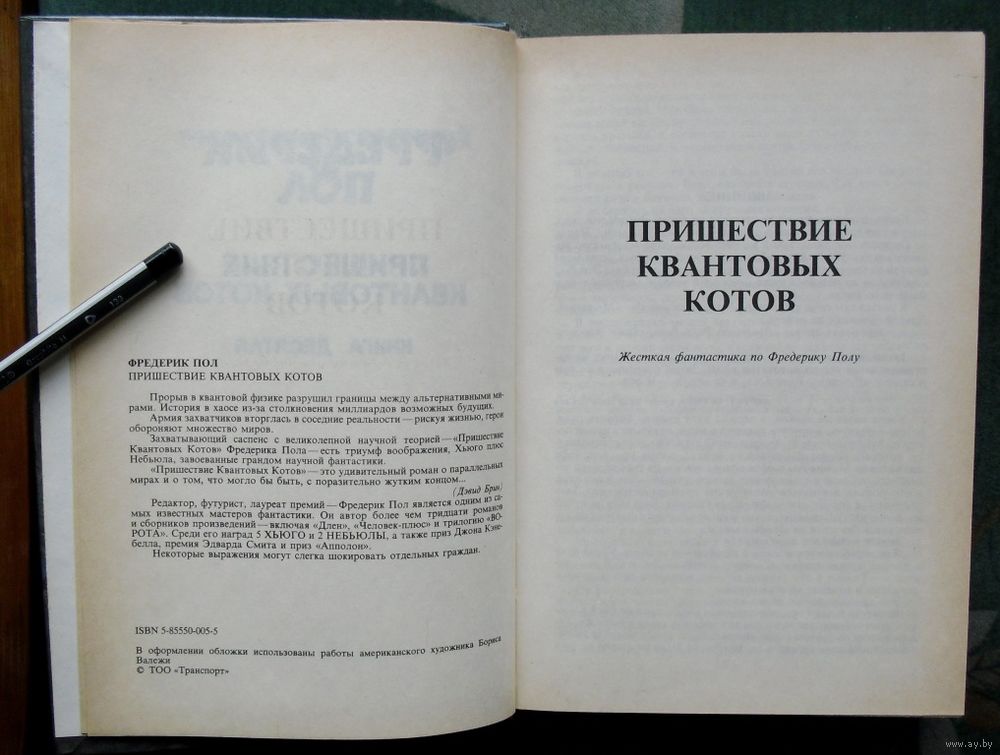 ФРЕДЕРИК ПОЛ
ПРИШЕСТВИЕ КВАНТОВЫХ КОТОВ
Прорыв в квантовой физике разрушил границы между альтернативными ми-
рами. История в хаосе из-за столкновения миллиардов возможных будущих.
Армия захватчиков вторглась в соседние реальности — рискуя жизнью, герои
обороняют множество миров.
Захватывающий саспенс с великолепной научной теорией — «Пришествие
Квантовых Котов» Фредерика Пола — есть триумф воображения, Хьюго плюс
Небьюла, завоеванные грандом научной фантастики.
«Пришествие Квантовых Котов» — это удивительный роман о параллельных
мирах и о том, что могло бы быть, с поразительно жутким концом...
(Дэвид Брин)
Редактор, футурист, лауреат премий — Фредерик Пол является одним из са-
мых известных мастеров фантастики. Он автор более чем тридцати романов
и сборников произведений — включая «Длен», «Человек-плюс» и трилогию «ВО-
РОТА». Среди его наград 5 ХЬЮГО и 2 НЕБЬЮЛЫ, а также приз Джона Кэмп-
белла, премия Эдварда Смита и приз «Апполон».
Некоторые выражения могут слегка шокировать отдельных граждан.
ISBN 5-85550-005-5
В оформлении обложки использованы работы американского художника Бориса
Валежи
© ТОО «Транспорт»
ПРИШЕСТВИЕ
КВАНТОВЫХ
КОТОВ
Жесткая фантастика по Фредерику Полу
www.ay.by